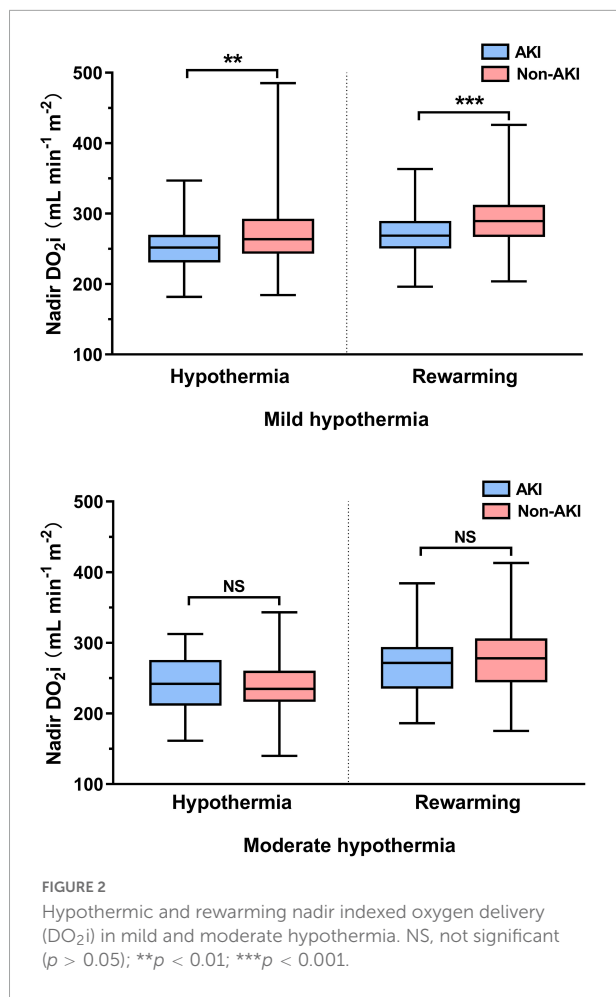 AKI
Non-AKI
500
400
300
200
100
Nadir DO₂i (mL min⁻¹ m⁻²)
**
***
Hypothermia
Rewarming
Mild hypothermia
AKI
Non-AKI
500
400
300
200
100
Nadir DO₂i (mL min⁻¹ m⁻²)
NS
NS
Hypothermia
Rewarming
Moderate hypothermia
FIGURE 2
Hypothermic and rewarming nadir indexed oxygen delivery
(DO₂i) in mild and moderate hypothermia. NS, not significant
(p > 0.05); **p < 0.01; ***p < 0.001.